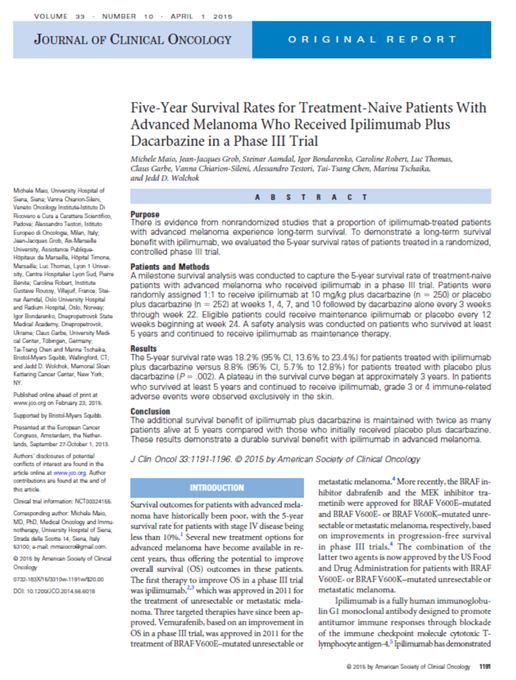 VOLUME 33 · NUMBER 10 · APRIL 1 2015
JOURNAL OF CLINICAL ONCOLOGY
ORIGINAL REPORT
Five-Year Survival Rates for Treatment-Naive Patients With
Advanced Melanoma Who Received Ipilimumab Plus
Dacarbazine in a Phase III Trial
Michele Maio, Jean-Jacques Grob, Steinar Aamdal, Igor Bondarenko, Caroline Robert, Luc Thomas,
Claus Garbe, Vanna Chiarion-Sileni, Alessandro Testori, Tai-Tsang Chen, Marina Tschaika,
and Jedd D. Wolchok
Michele Maio, University Hospital of
Siena, Siena; Vanna Chiarion-Sileni,
Veneto Oncology Institute-Istituto Di
Ricovero e Cura a Carattere Scientifico,
Padova; Alessandro Testori, Istituto
Europeo di Oncologia, Milan, Italy;
Jean-Jacques Grob, Aix-Marseille
University, Assistance Publique-
Hôpitaux de Marseille, Hôpital Timone,
Marseille; Luc Thomas, Lyon 1 Univer-
sity, Centre Hospitalier Lyon Sud, Pierre
Bénite; Caroline Robert, Institute
Gustave Roussy, Villejuif, France; Stei-
nar Aamdal, Oslo University Hospital
and Oslo University, Oslo, Norway;
Igor Bondarenko, Dnepropetrovsk State
Medical Academy, Dnepropetrovsk,
Ukraine; Claus Garbe, University Medi-
cal Center, Tübingen, Germany;
Tai-Tsang Chen and Marina Tschaika,
Bristol-Myers Squibb, Wallingford, CT;
and Jedd D. Wolchok, Memorial Sloan
Kettering Cancer Center, New York,
NY.
Published online ahead of print at
www.jco.org on February 23, 2015.
Supported by Bristol-Myers Squibb.
Presented at the European Cancer
Congress, Amsterdam, the Nether-
lands, September 27-October 1, 2013.
Authors' disclosures of potential
conflicts of interest are found in the
article online at www.jco.org. Author
contributions are found at the end of
this article.
Clinical trial information: NCT00324155.
Corresponding author: Michele Maio,
MD, PhD, Medical Oncology and Immu-
notherapy, University Hospital of Siena,
Strada delle Scotte 14, Siena, Italy
53100; e-mail: mmaiocro@gmail.com.
© 2015 by American Society of Clinical
Oncology
0732-183X/15/3310w-1191w/$20.00
DOI: 10.1200/JCO.2014.56.6018
ABSTRACT
Purpose
There is evidence from nonrandomized studies that a proportion of ipilimumab-treated patients
with advanced melanoma experience long-term survival. To demonstrate a long-term survival
benefit with ipilimumab, we evaluated the 5-year survival rates of patients treated in a randomized,
controlled phase III trial.
Patients and Methods
A milestone survival analysis was conducted to capture the 5-year survival rate of treatment-naive
patients with advanced melanoma who received ipilimumab in a phase III trial. Patients were
randomly assigned 1:1 to receive ipilimumab at 10 mg/kg plus dacarbazine (n = 250) or placebo
plus dacarbazine (n = 252) at weeks 1, 4, 7, and 10 followed by dacarbazine alone every 3 weeks
through week 22. Eligible patients could receive maintenance ipilimumab or placebo every 12
weeks beginning at week 24. A safety analysis was conducted on patients who survived at least
5 years and continued to receive ipilimumab as maintenance therapy.
Results
The 5-year survival rate was 18.2% (95% CI, 13.6% to 23.4%) for patients treated with ipilimumab
plus dacarbazine versus 8.8% (95% CI, 5.7% to 12.8%) for patients treated with placebo plus
dacarbazine (P = .002). A plateau in the survival curve began at approximately 3 years. In patients
who survived at least 5 years and continued to receive ipilimumab, grade 3 or 4 immune-related
adverse events were observed exclusively in the skin.
Conclusion
The additional survival benefit of ipilimumab plus dacarbazine is maintained with twice as many
patients alive at 5 years compared with those who initially received placebo plus dacarbazine.
These results demonstrate a durable survival benefit with ipilimumab in advanced melanoma.
J Clin Oncol 33:1191-1196. © 2015 by American Society of Clinical Oncology
INTRODUCTION
Survival outcomes for patients with advanced mela-
noma have historically been poor, with the 5-year
survival rate for patients with stage IV disease being
less than 10%.1 Several new treatment options for
advanced melanoma have become available in re-
cent years, thus offering the potential to improve
overall survival (OS) outcomes in these patients.
The first therapy to improve OS in a phase III trial
was ipilimumab,2,3 which was approved in 2011 for
the treatment of unresectable or metastatic mela-
noma. Three targeted therapies have since been ap-
proved. Vemurafenib, based on an improvement in
OS in a phase III trial, was approved in 2011 for the
treatment of BRAF V600E–mutated unresectable or
metastatic melanoma.4 More recently, the BRAF in-
hibitor dabrafenib and the MEK inhibitor tra-
metinib were approved for BRAF V600E-mutated
and BRAF V600E- or BRAF V600K–mutated unre-
sectable or metastatic melanoma, respectively, based
on improvements in progression-free survival
in phase III trials.4 The combination of the
latter two agents is now approved by the US Food
and Drug Administration for patients with BRAF
V600E- or BRAF V600K–mutated unresectable or
metastatic melanoma.
Ipilimumab is a fully human immunoglobu-
lin G1 monoclonal antibody designed to promote
antitumor immune responses through blockade
of the immune checkpoint molecule cytotoxic T-
lymphocyte antigen-4.5 Ipilimumab has demonstrated
© 2015 by American Society of Clinical Oncology 1191